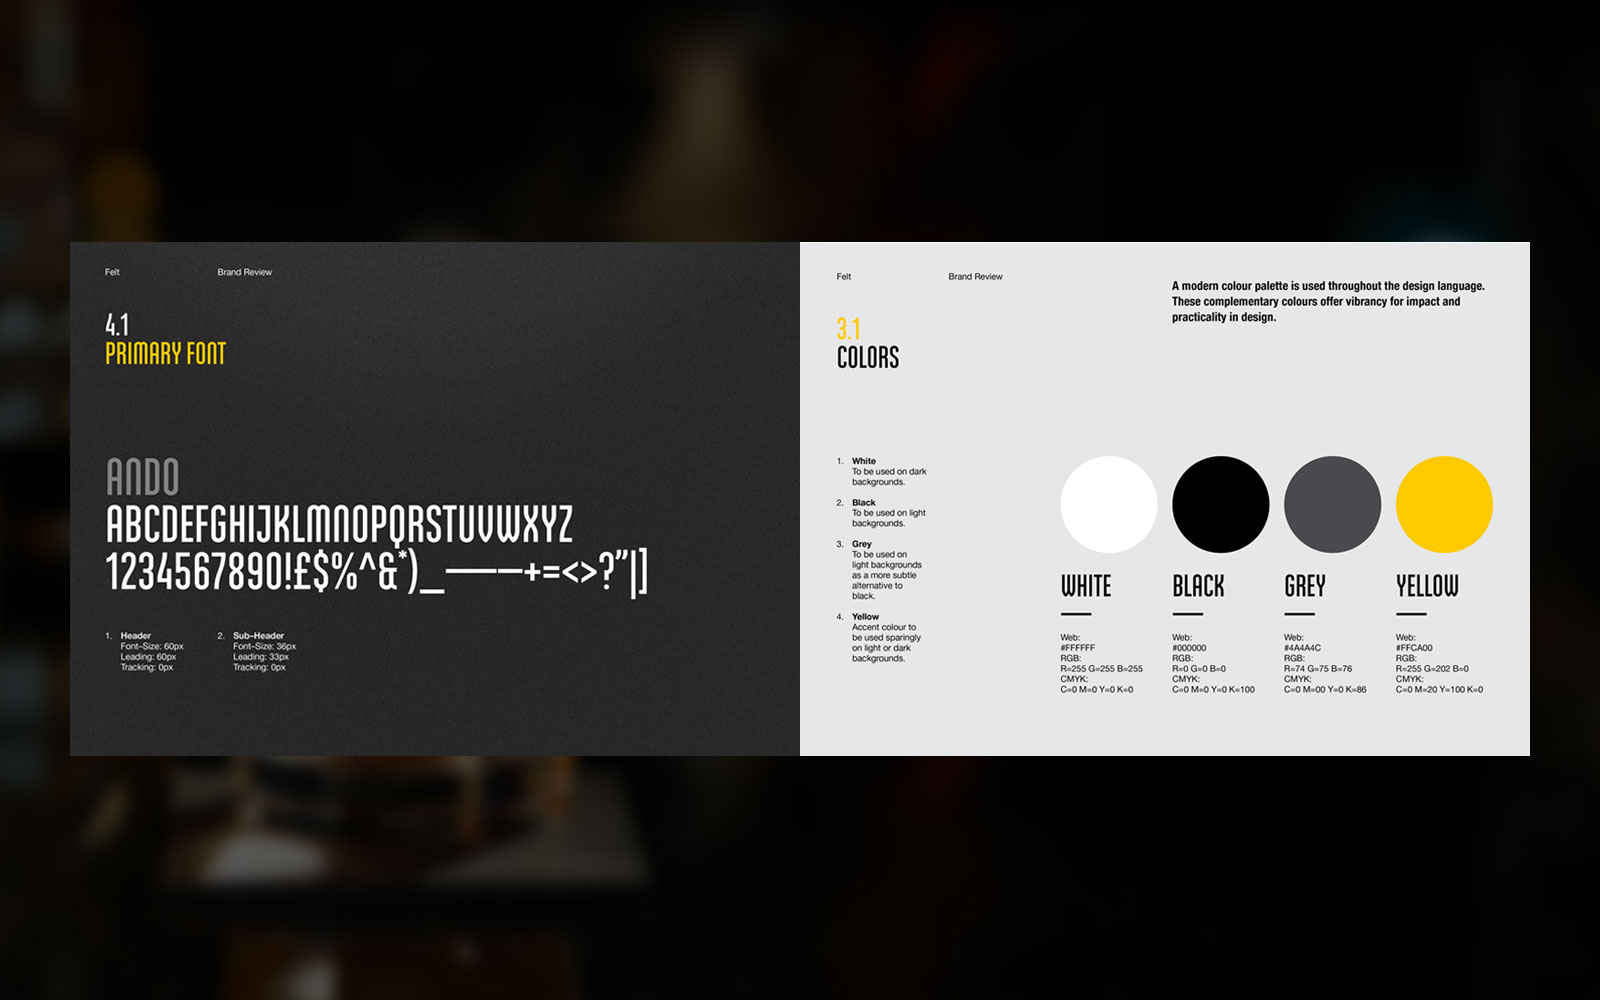 Felt
Brand Review
4.1
PRIMARY FONT
ANDO
ABCDEFGHIJKLMNOPQRSTUVWXYZ
1234567890!£$%^&*)_——–+=<>?”|]
1. Header
Font–Size: 60px
Leading: 60px
Tracking: 0px
2. Sub–Header
Font–Size: 36px
Leading: 33px
Tracking: 0px
Felt
Brand Review
3.1
COLORS
A modern colour palette is used throughout the design language.
These complementary colours offer vibrancy for impact and
practicality in design.
1. White
To be used on dark
backgrounds.
2. Black
To be used on light
backgrounds.
3. Grey
To be used on
light backgrounds
as a more subtle
alternative to
black.
4. Yellow
Accent colour to
be used sparingly
on light or dark
backgrounds.
WHITE
Web:
#FFFFFF
RGB:
R=255 G=255 B=255
CMYK:
C=0 M=0 Y=0 K=0
BLACK
Web:
#000000
RGB:
R=0 G=0 B=0
CMYK:
C=0 M=0 Y=0 K=100
GREY
Web:
#4A4A4C
RGB:
R=74 G=75 B=76
CMYK:
C=0 M=00 Y=0 K=86
YELLOW
Web:
#FFCA00
RGB:
R=255 G=202 B=0
CMYK:
C=0 M=20 Y=100 K=0